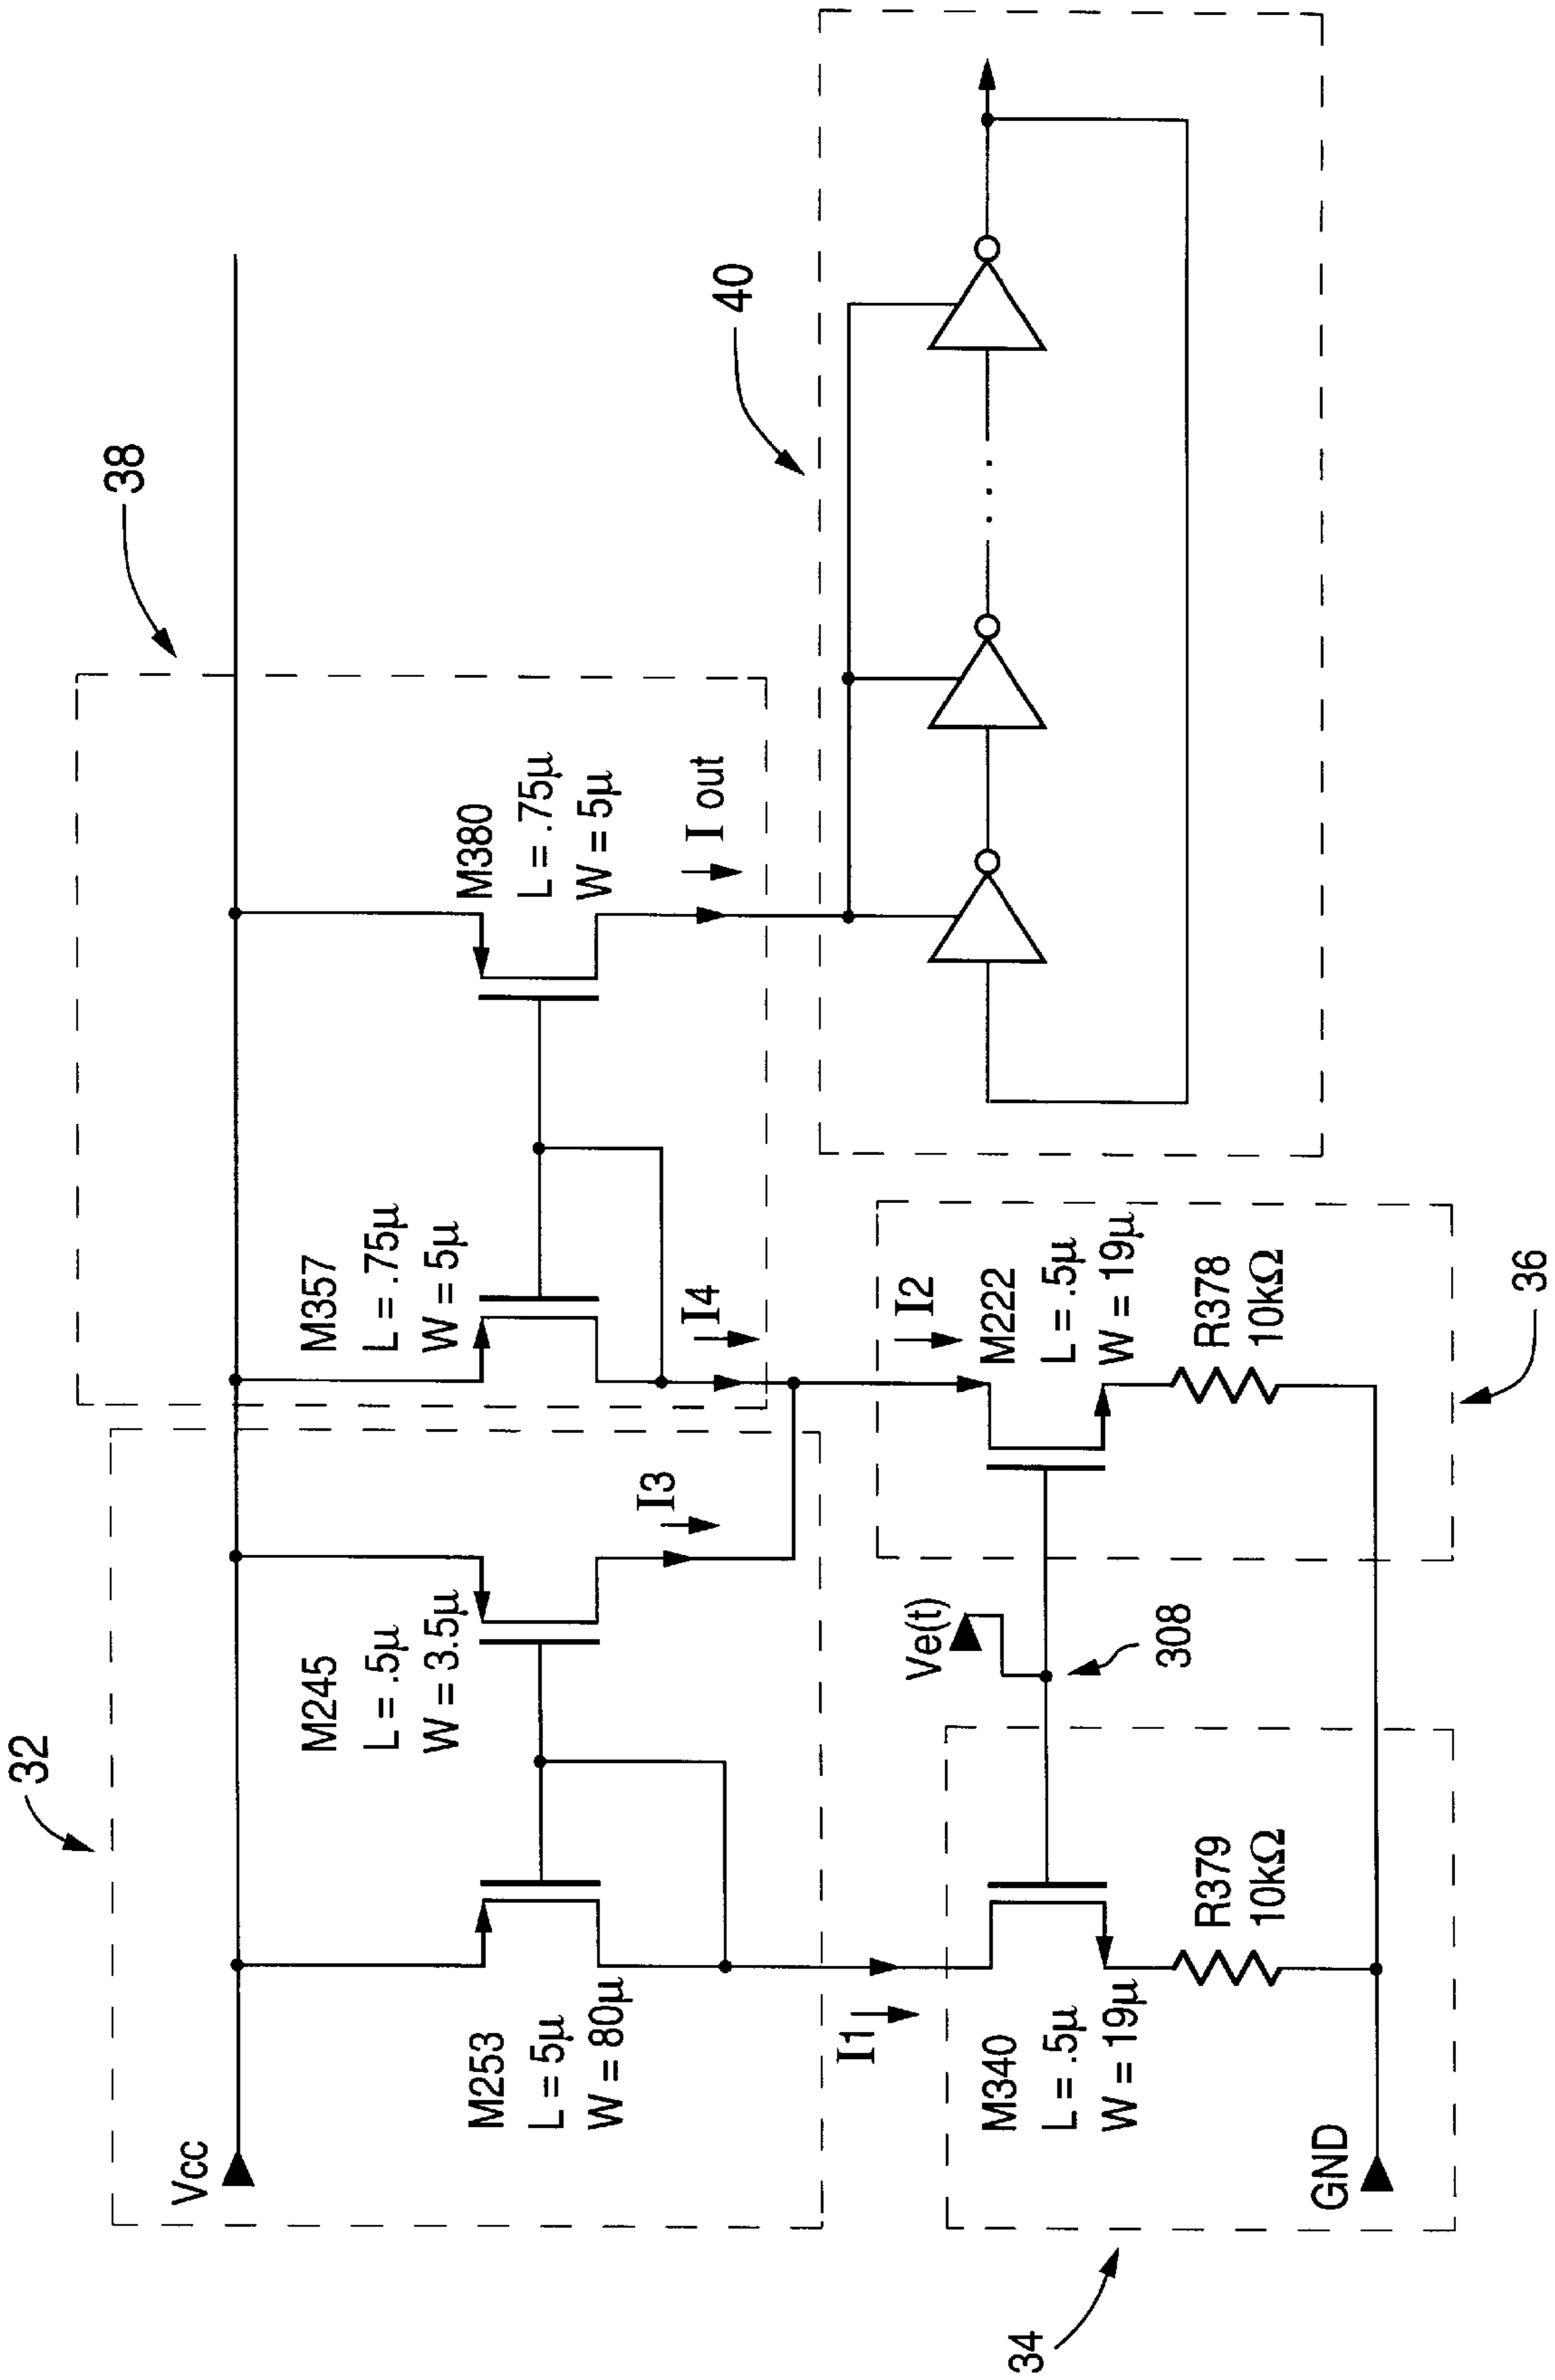 32
38
Vcc
M253
L = 5µ
W = 80µ
M245
L = .5µ
W = 3.5µ
M357
L = .75µ
W = 5µ
M380
L = .75µ
W = 5µ
I1
I3
I4
I out
40
M340
L = .5µ
W = 19µ
Ve(t)
308
I2
M222
L = .5µ
W = 19µ
R379
10kΩ
R378
10kΩ
GND
34
36